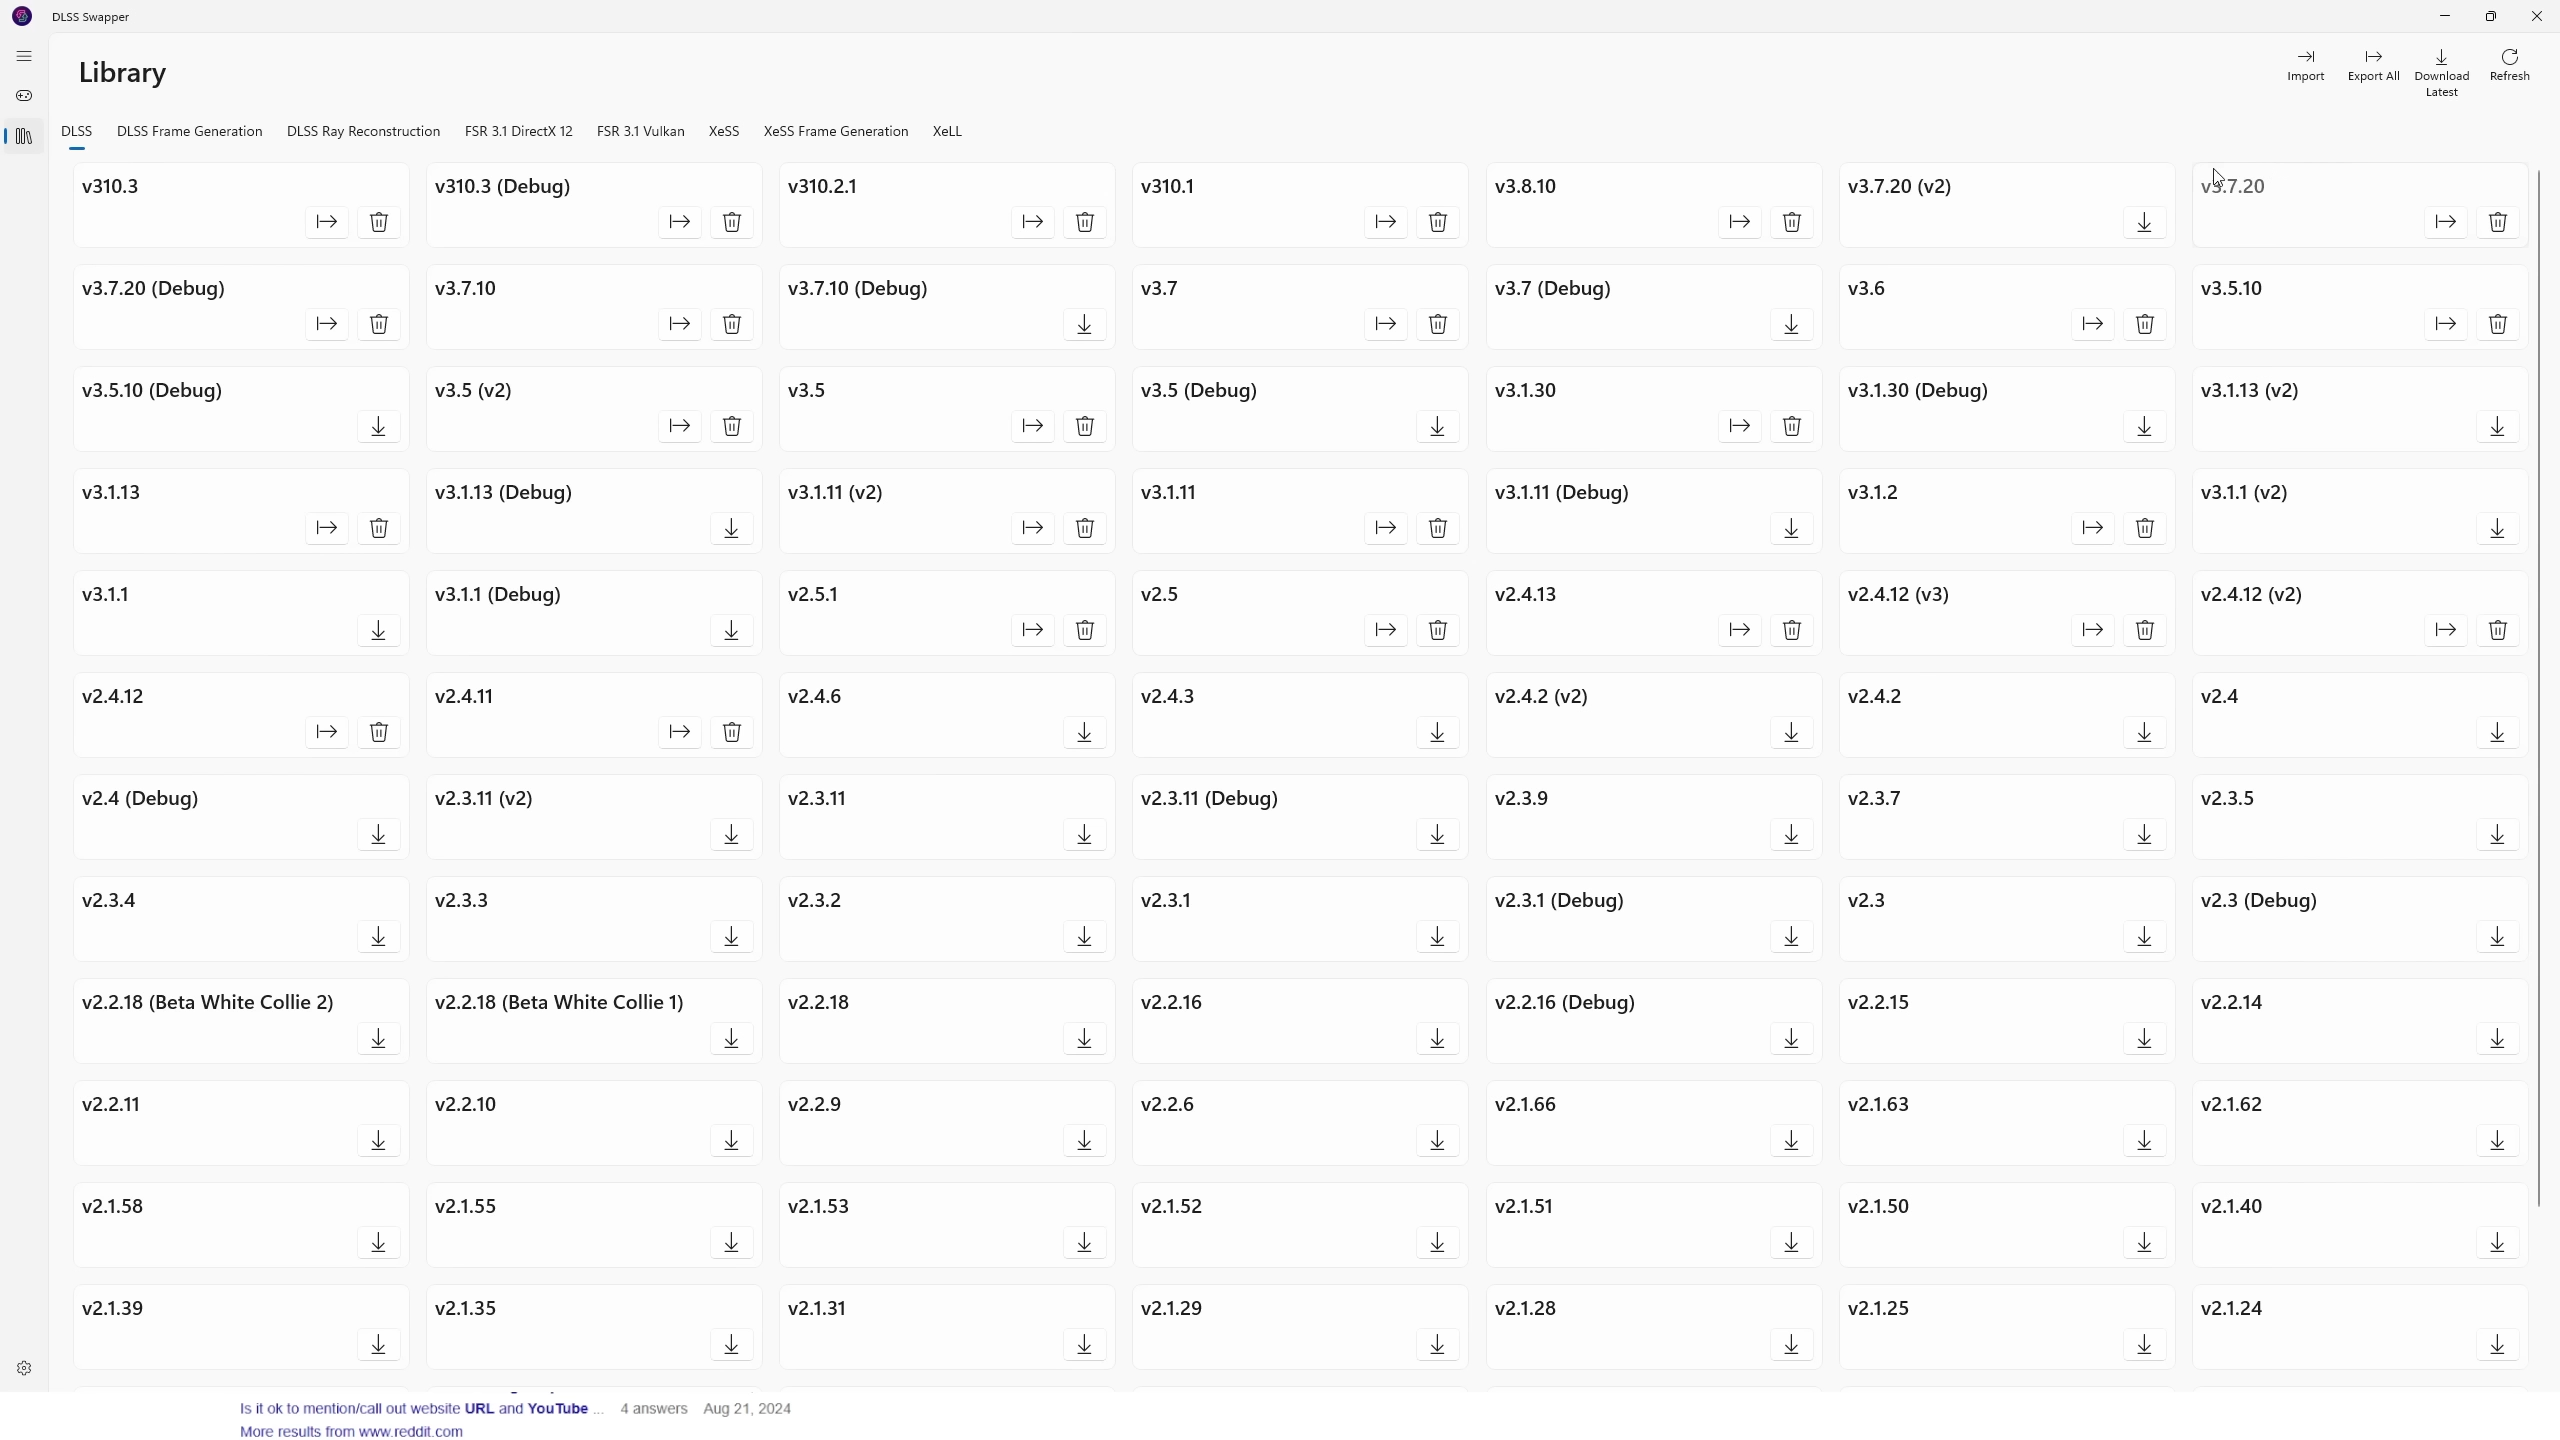 DLSS Swapper
Library
Import
Export All
Download Latest
Refresh
DLSS DLSS Frame Generation DLSS Ray Reconstruction FSR 3.1 DirectX 12 FSR 3.1 Vulkan XeSS XeSS Frame Generation XeLL
v310.3 v310.3 (Debug) v310.2.1 v310.1 v3.8.10 v3.7.20 (v2) v3.7.20
v3.7.20 (Debug) v3.7.10 v3.7.10 (Debug) v3.7 v3.7 (Debug) v3.6 v3.5.10
v3.5.10 (Debug) v3.5 (v2) v3.5 v3.5 (Debug) v3.1.30 v3.1.30 (Debug) v3.1.13 (v2)
v3.1.13 v3.1.13 (Debug) v3.1.11 (v2) v3.1.11 v3.1.11 (Debug) v3.1.2 v3.1.1 (v2)
v3.1.1 v3.1.1 (Debug) v2.5.1 v2.5 v2.4.13 v2.4.12 (v3) v2.4.12 (v2)
v2.4.12 v2.4.11 v2.4.6 v2.4.3 v2.4.2 (v2) v2.4.2 v2.4
v2.4 (Debug) v2.3.11 (v2) v2.3.11 v2.3.11 (Debug) v2.3.9 v2.3.7 v2.3.5
v2.3.4 v2.3.3 v2.3.2 v2.3.1 v2.3.1 (Debug) v2.3 v2.3 (Debug)
v2.2.18 (Beta White Collie 2) v2.2.18 (Beta White Collie 1) v2.2.18 v2.2.16 v2.2.16 (Debug) v2.2.15 v2.2.14
v2.2.11 v2.2.10 v2.2.9 v2.2.6 v2.1.66 v2.1.63 v2.1.62
v2.1.58 v2.1.55 v2.1.53 v2.1.52 v2.1.51 v2.1.50 v2.1.40
v2.1.39 v2.1.35 v2.1.31 v2.1.29 v2.1.28 v2.1.25 v2.1.24
Is it ok to mention/call out website URL and YouTube ... 4 answers Aug 21, 2024
More results from www.reddit.com